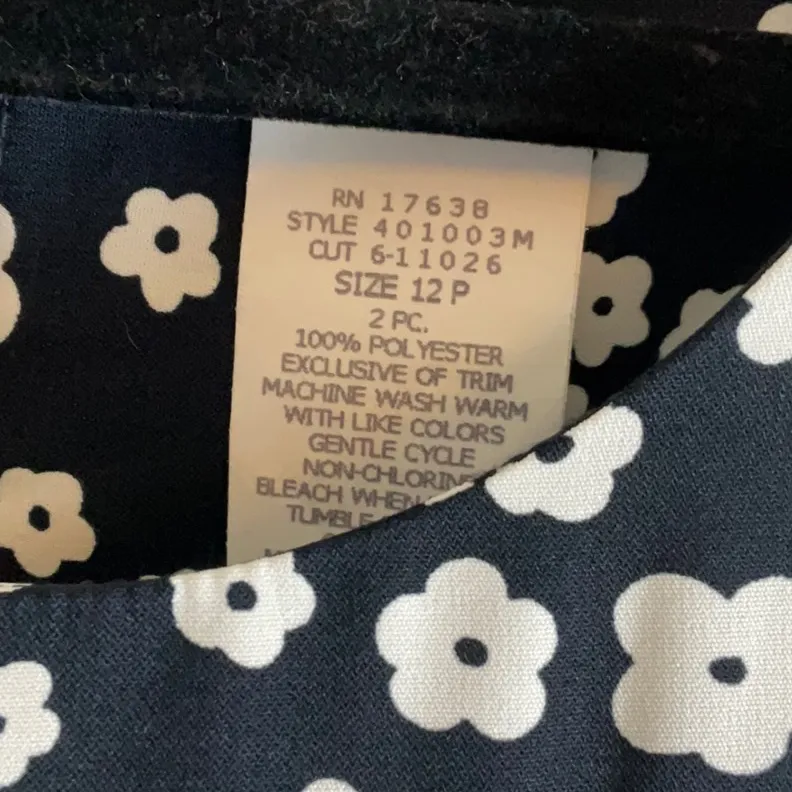 RN 17638
STYLE 401003M
CUT 6-11026
SIZE 12 P
2 PC.
100% POLYESTER
EXCLUSIVE OF TRIM
MACHINE WASH WARM
WITH LIKE COLORS
GENTLE CYCLE
NON-CHLORINE
BLEACH WHEN
TUMBLE